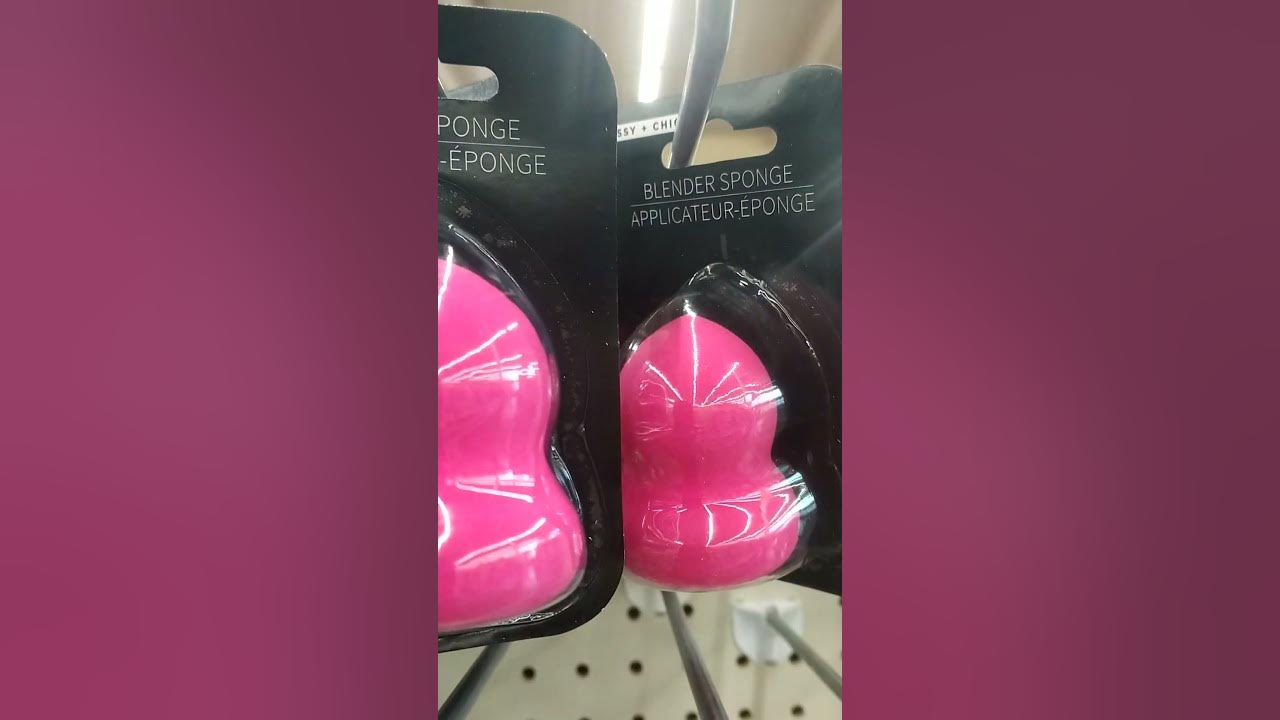 PONGE
-ÉPONGE
SSY + CHIC
BLENDER SPONGE
APPLICATEUR-ÉPONGE